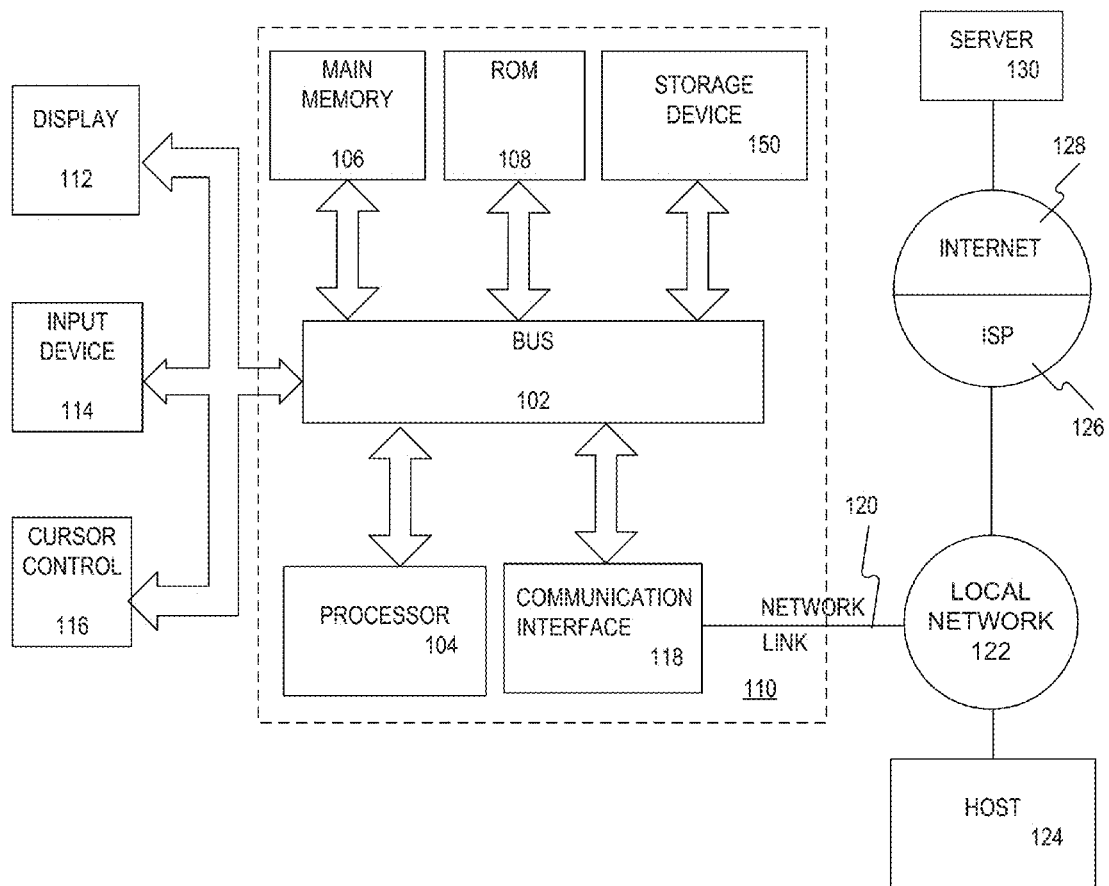 SERVER
130
MAIN
MEMORY
106
ROM
108
STORAGE
DEVICE
150
DISPLAY
112
128
INTERNET
ISP
126
INPUT
DEVICE
114
BUS
102
CURSOR
CONTROL
116
PROCESSOR
104
COMMUNICATION
INTERFACE
118
NETWORK
LINK
120
110
LOCAL
NETWORK
122
HOST
124